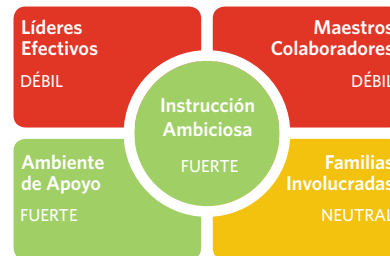 Líderes
Efectivos
DÉBIL
Maestros
Colaboradores
DÉBIL
Instrucción
Ambiciosa
FUERTE
Ambiente
de Apoyo
FUERTE
Familias
Involucradas
NEUTRAL